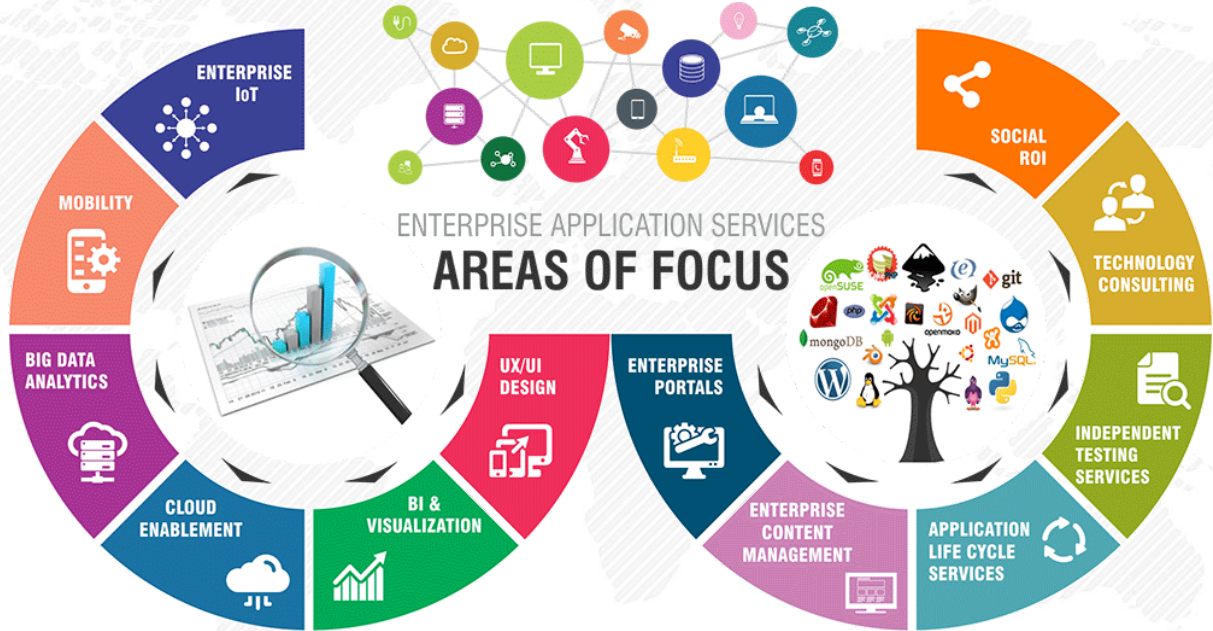 ENTERPRISE
IoT
MOBILITY
BIG DATA
ANALYTICS
CLOUD
ENABLEMENT
BI &
VISUALIZATION
UX/UI
DESIGN
ENTERPRISE APPLICATION SERVICES
AREAS OF FOCUS
ENTERPRISE
PORTALS
ENTERPRISE
CONTENT
MANAGEMENT
APPLICATION
LIFE CYCLE
SERVICES
INDEPENDENT
TESTING
SERVICES
TECHNOLOGY
CONSULTING
SOCIAL
ROI
openSUSE
git
php
openmoko
mongoDB
MySQL